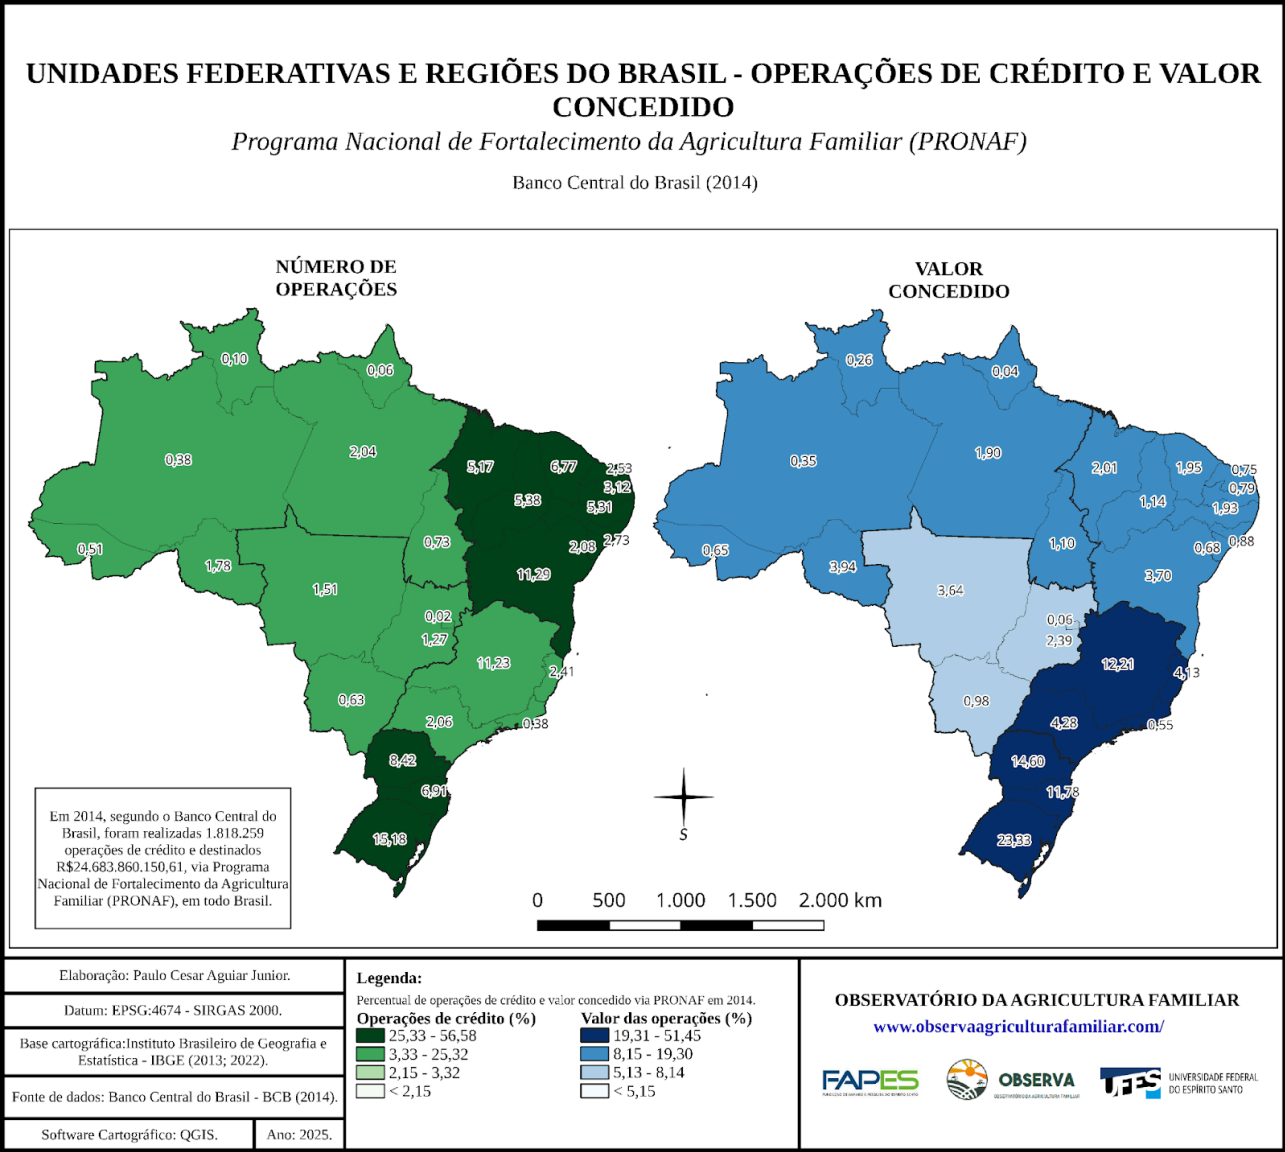 UNIDADES FEDERATIVAS E REGIÕES DO BRASIL - OPERAÇÕES DE CRÉDITO E VALOR
CONCEDIDO
Programa Nacional de Fortalecimento da Agricultura Familiar (PRONAF)
Banco Central do Brasil (2014)
NÚMERO DE
OPERAÇÕES
0,10
0,06
0,38
2,04
5,17
6,77
2,53
3,12
5,38
5,31
0,51
1,78
0,73
2,08
2,73
1,51
11,29
0,02
1,27
11,23
2,41
0,63
2,06
0,38
8,42
6,91
15,18
VALOR
CONCEDIDO
0,26
0,04
0,35
1,90
2,01
1,95
0,75
0,79
1,14
1,93
0,65
3,94
1,10
0,68
0,88
3,64
3,70
0,06
2,39
12,21
4,13
0,98
4,28
0,55
14,60
11,78
23,33
Em 2014, segundo o Banco Central do
Brasil, foram realizadas 1.818.259
operações de crédito e destinados
R$24.683.860.150,61, via Programa
Nacional de Fortalecimento da Agricultura
Familiar (PRONAF), em todo Brasil.
S
0 500 1.000 1.500 2.000 km
Elaboração: Paulo Cesar Aguiar Junior.
Datum: EPSG:4674 - SIRGAS 2000.
Base cartográfica:Instituto Brasileiro de Geografia e
Estatística - IBGE (2013; 2022).
Fonte de dados: Banco Central do Brasil - BCB (2014).
Software Cartográfico: QGIS.
Ano: 2025.
Legenda:
Percentual de operações de crédito e valor concedido via PRONAF em 2014.
Operações de crédito (%)
25,33 - 56,58
3,33 - 25,32
2,15 - 3,32
< 2,15
Valor das operações (%)
19,31 - 51,45
8,15 - 19,30
5,13 - 8,14
< 5,15
OBSERVATÓRIO DA AGRICULTURA FAMILIAR
www.observaagriculturafamiliar.com/
FAPES
OBSERVA
OBSERVATÓRIO DA AGRICULTURA FAMILIAR
UFES
UNIVERSIDADE FEDERAL
DO ESPÍRITO SANTO